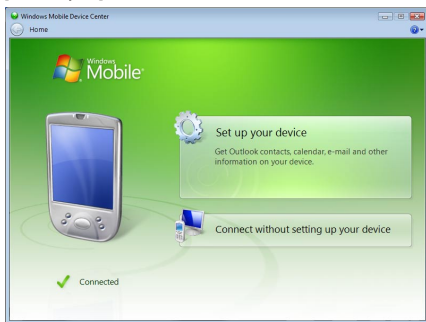 Windows Mobile Device Center
Home
Windows
Mobile®
Set up your device
Get Outlook contacts, calendar, e-mail and other
information on your device.
Connect without setting up your device
Connected